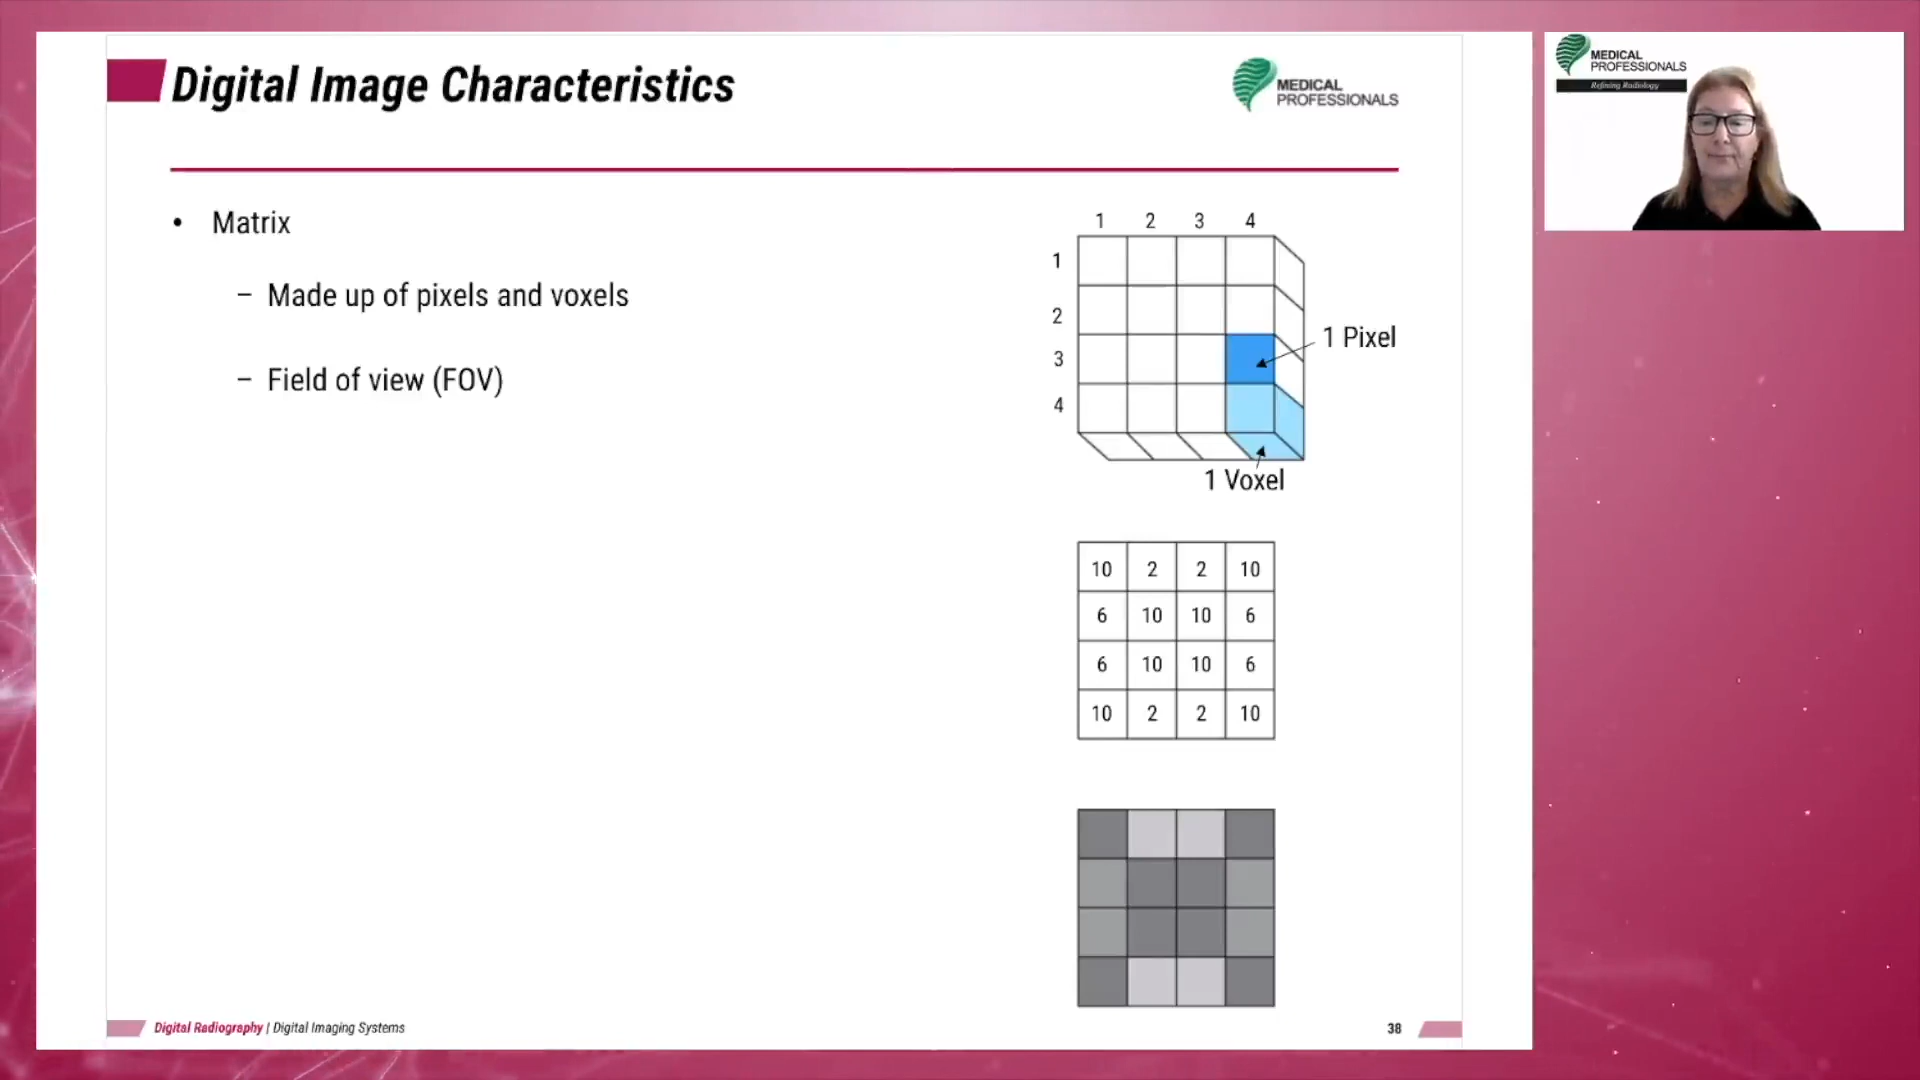 Digital Image Characteristics
MEDICAL
PROFESSIONALS
MEDICAL
PROFESSIONALS
Refining Radiology
• Matrix
– Made up of pixels and voxels
– Field of view (FOV)
1 2 3 4
1
2
3
4
1 Pixel
1 Voxel
10 2 2 10
6 10 10 6
6 10 10 6
10 2 2 10
Digital Radiography | Digital Imaging Systems
38